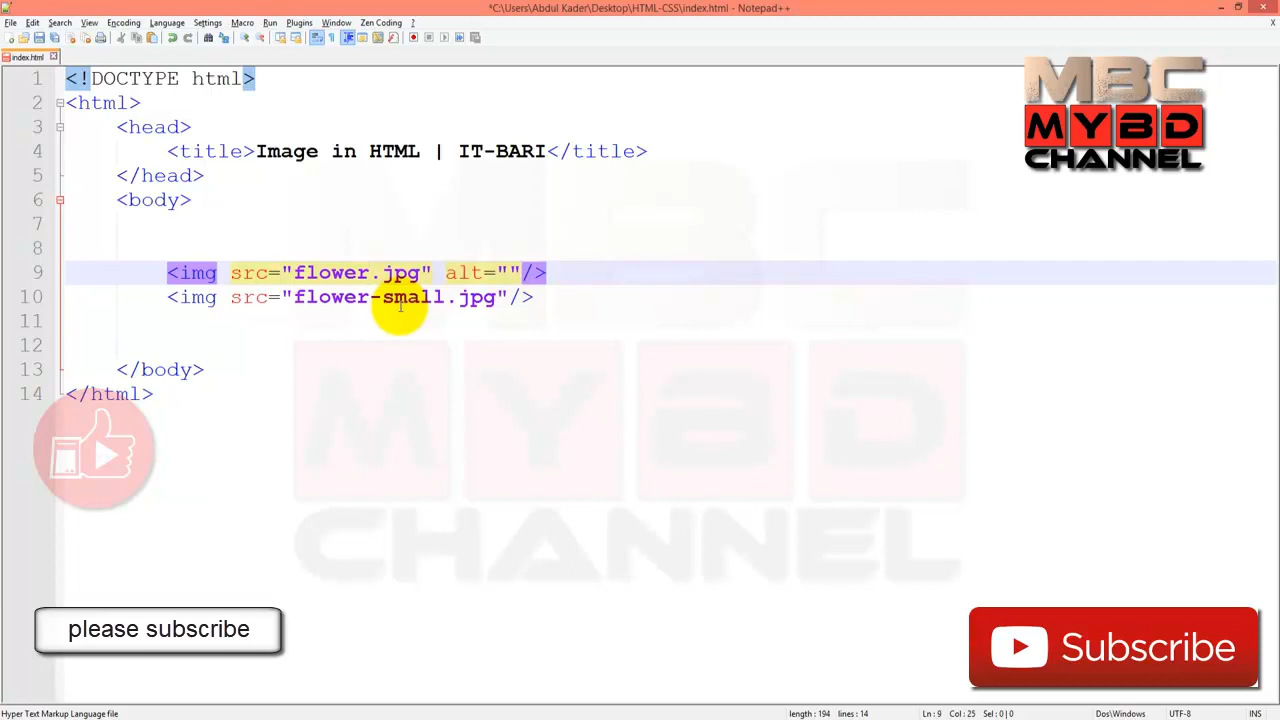 *C:\Users\Abdul Kader\Desktop\HTML-CSS\index.html - Notepad++
File Edit Search View Encoding Language Settings Macro Run Plugins Window Zen Coding ?
X
index.html
1 <!DOCTYPE html>
2 <html>
3 <head>
4 <title>Image in HTML | IT-BARI</title>
5 </head>
6 <body>
7
8
9 <img src="flower.jpg" alt=""/>
10 <img src="flower-small.jpg"/>
11
12
13 </body>
14 </html>
MBC
MYBD
CHANNEL
MBC
MYBD
CHANNEL
please subscribe
Subscribe
Hyper Text Markup Language file length : 194 lines : 14 Ln : 9 Col : 25 Sel : 0 | 0 Dos\Windows UTF-8 INS